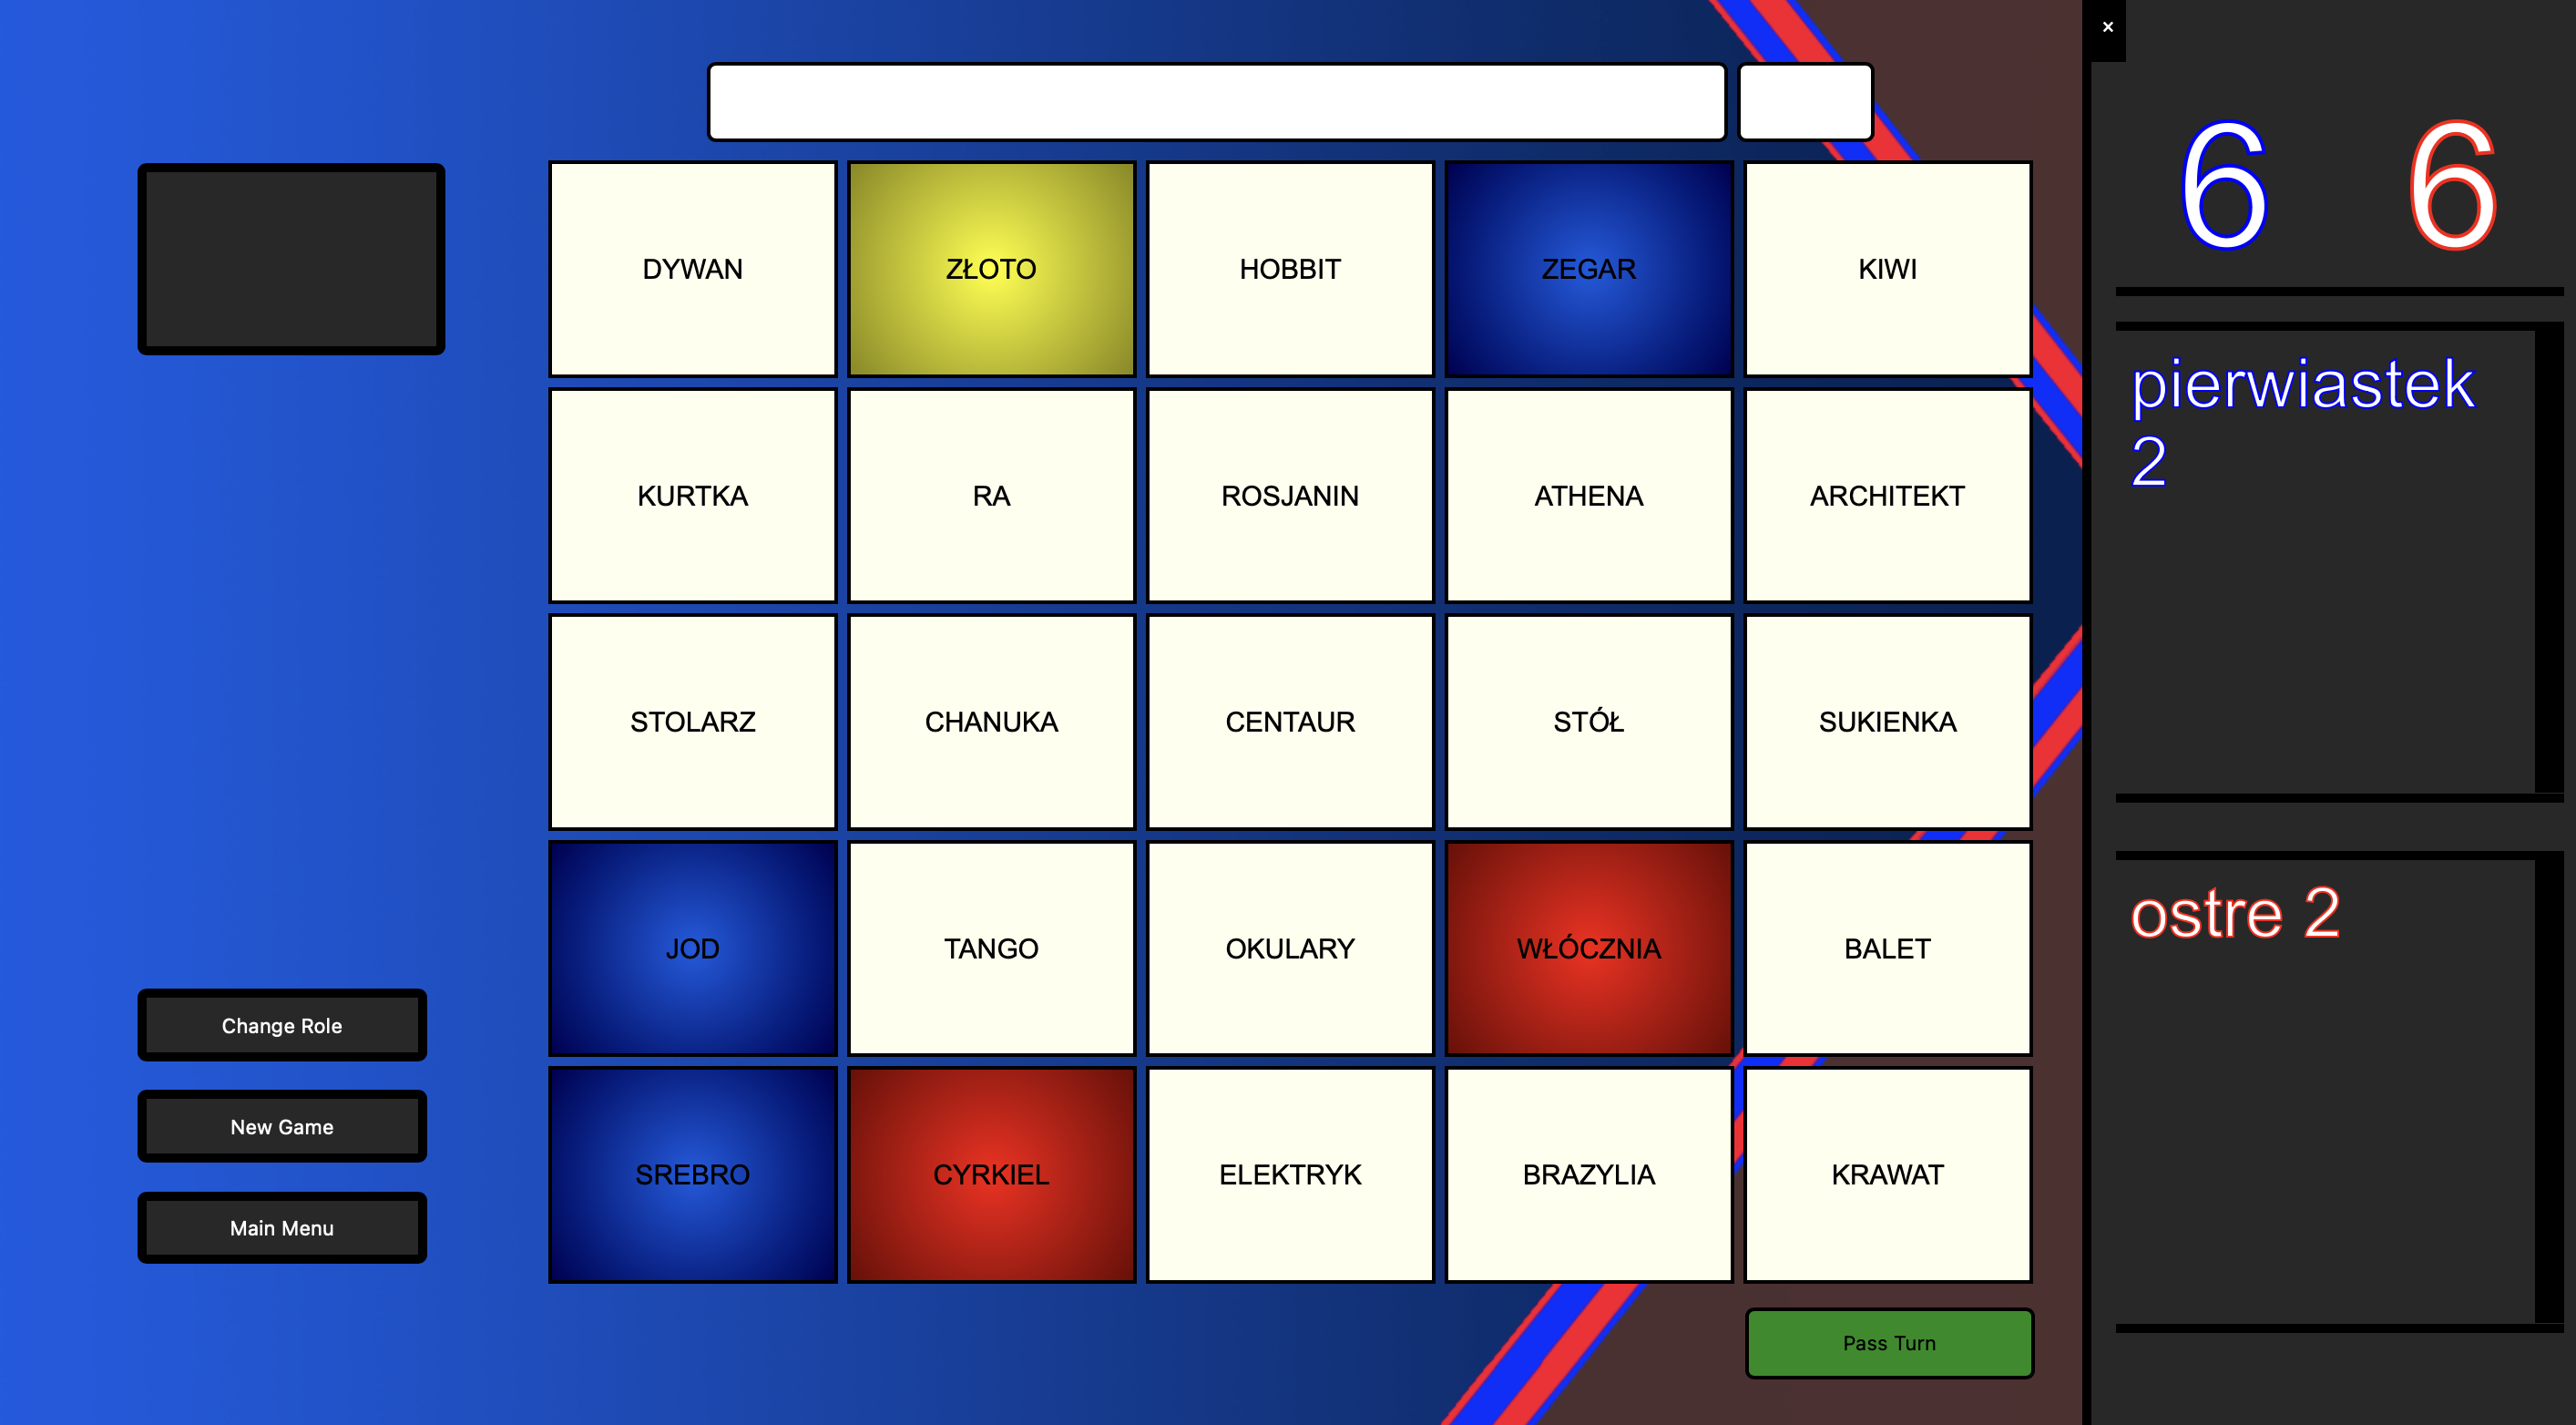 ×
6 6
DYWAN ZŁOTO HOBBIT ZEGAR KIWI
KURTKA RA ROSJANIN ATHENA ARCHITEKT
STOLARZ CHANUKA CENTAUR STÓŁ SUKIENKA
JOD TANGO OKULARY WŁÓCZNIA BALET
SREBRO CYRKIEL ELEKTRYK BRAZYLIA KRAWAT
Change Role
New Game
Main Menu
Pass Turn
pierwiastek
2
ostre 2